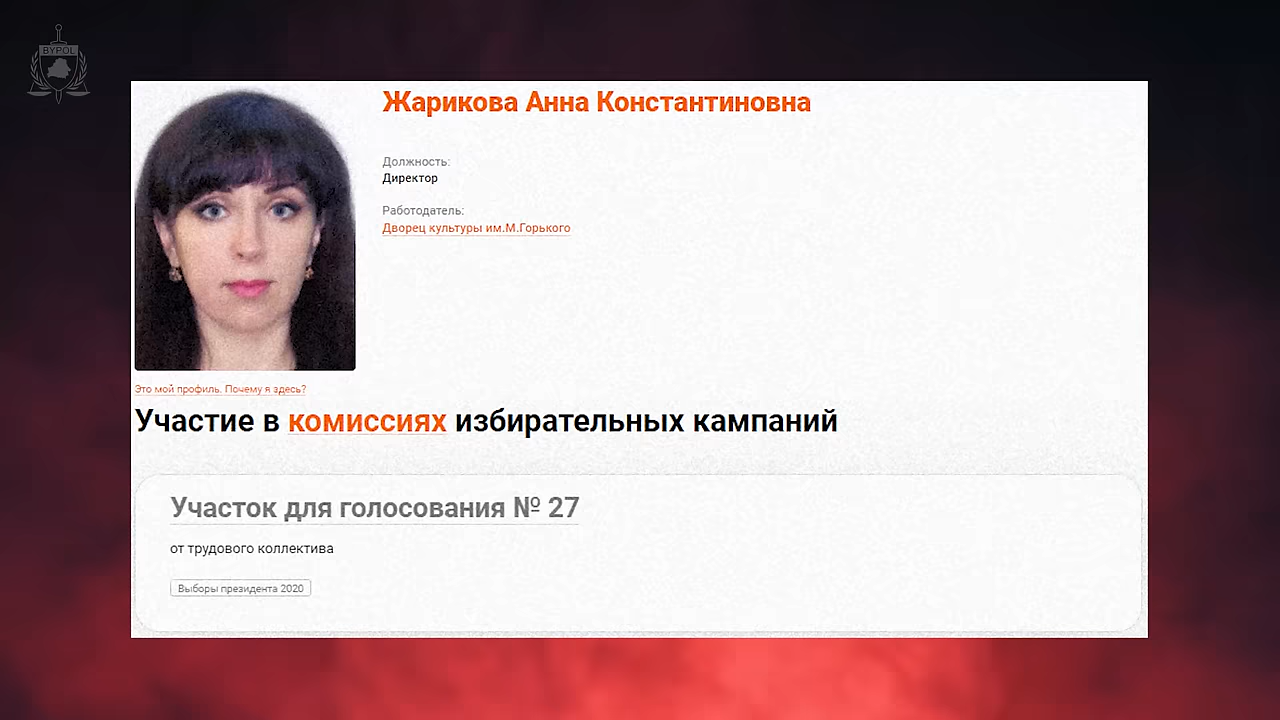 BYPOL
Жарикова Анна Константиновна
Должность:
Директор
Работодатель:
Дворец культуры им.М.Горького
Это мой профиль. Почему я здесь?
Участие в комиссиях избирательных кампаний
Участок для голосования № 27
от трудового коллектива
Выборы президента 2020